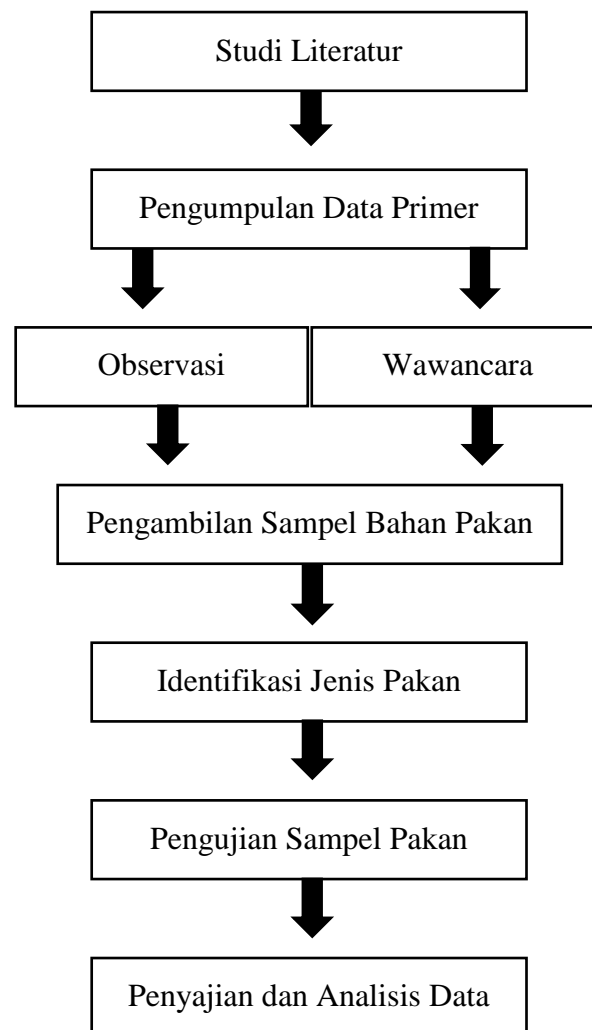 Studi Literatur
Pengumpulan Data Primer
Observasi
Wawancara
Pengambilan Sampel Bahan Pakan
Identifikasi Jenis Pakan
Pengujian Sampel Pakan
Penyajian dan Analisis Data